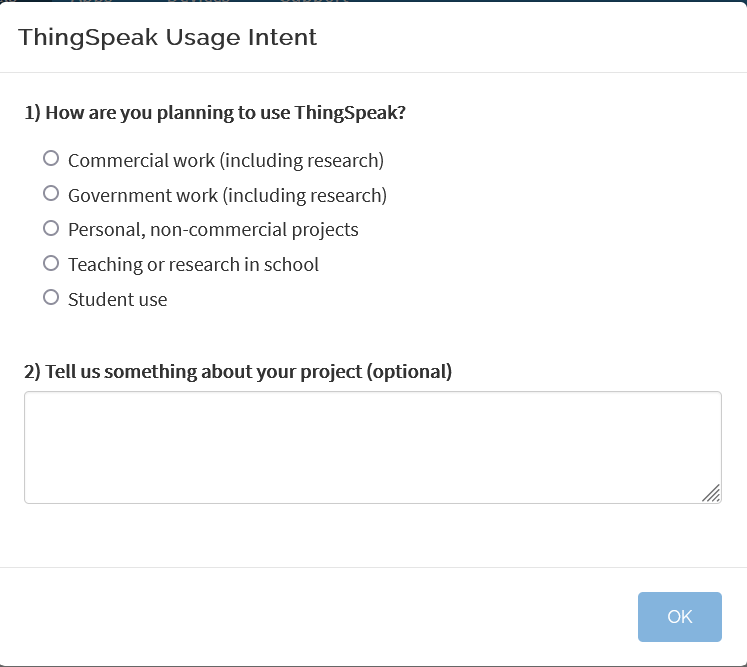 ThingSpeak Usage Intent
1) How are you planning to use ThingSpeak?
Commercial work (including research)
Government work (including research)
Personal, non-commercial projects
Teaching or research in school
Student use
2) Tell us something about your project (optional)
OK